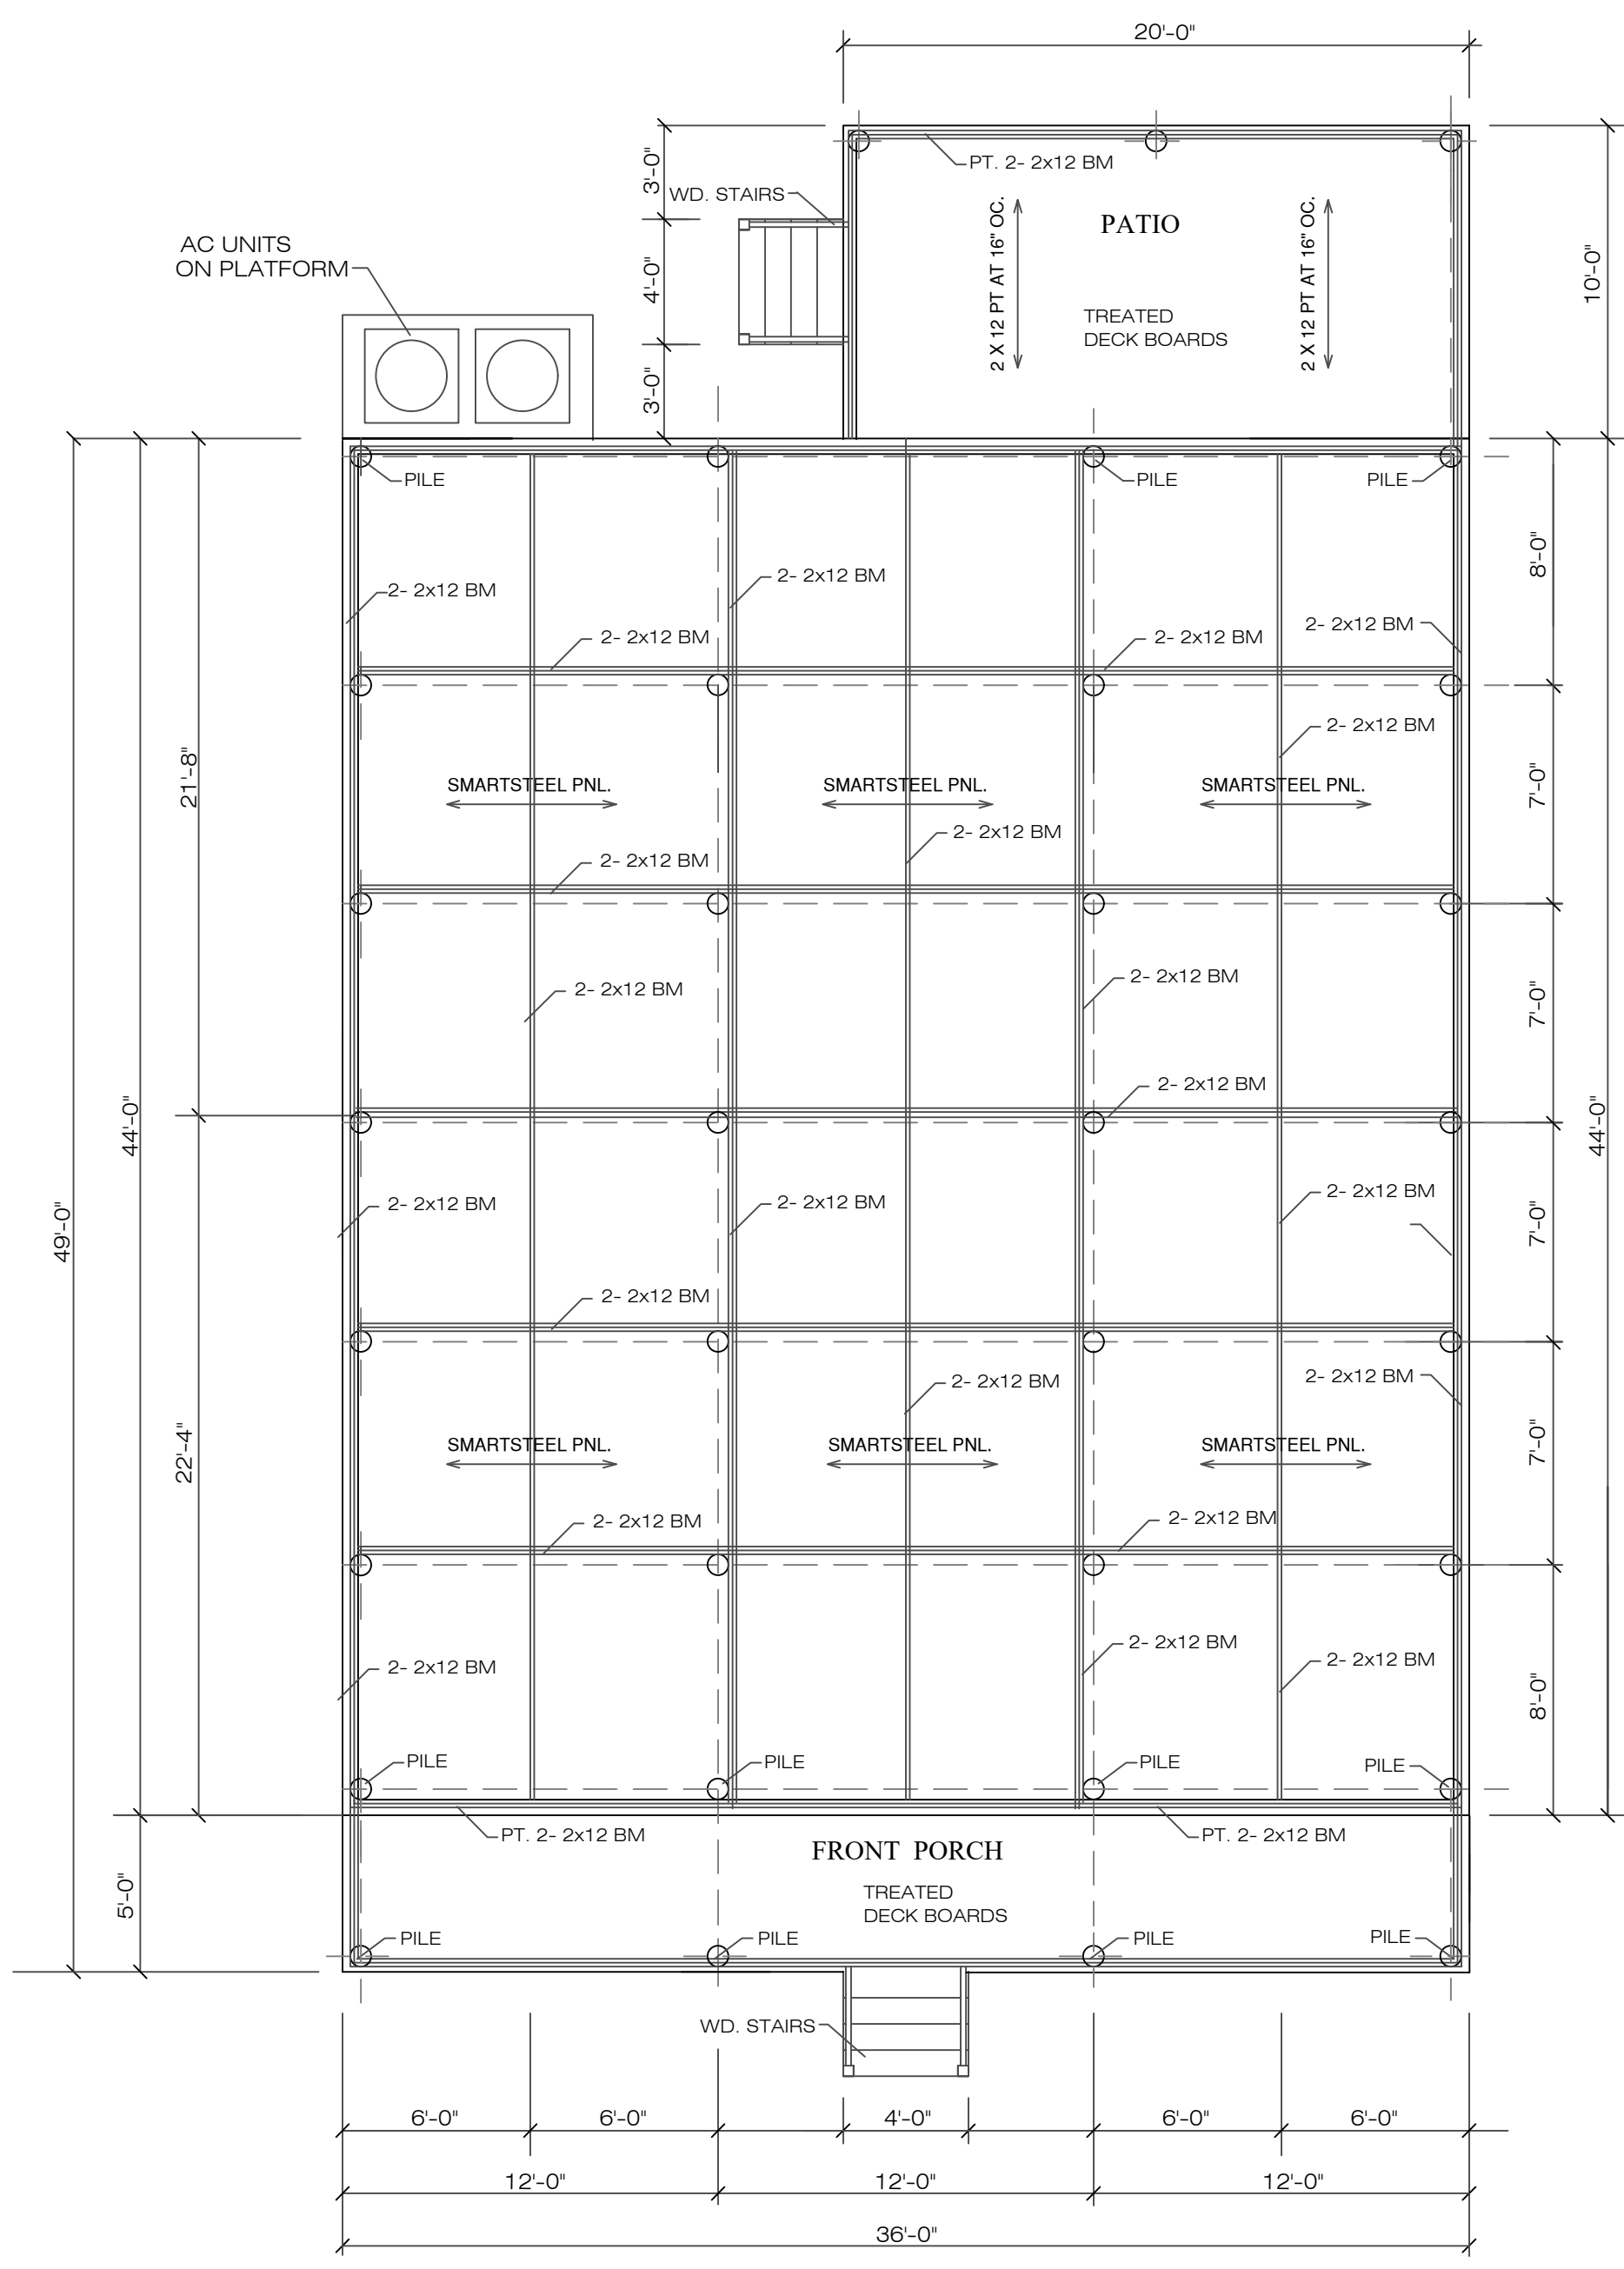 20'-0"
PT. 2- 2x12 BM
3'-0"
WD. STAIRS
PATIO
2 X 12 PT AT 16" OC.
2 X 12 PT AT 16" OC.
AC UNITS
ON PLATFORM
4'-0"
10'-0"
TREATED
DECK BOARDS
3'-0"
PILE
PILE
PILE
8'-0"
2- 2x12 BM
2- 2x12 BM
2- 2x12 BM
2- 2x12 BM
2- 2x12 BM
2- 2x12 BM
21'-8"
SMARTSTEEL PNL.
SMARTSTEEL PNL.
SMARTSTEEL PNL.
7'-0"
2- 2x12 BM
2- 2x12 BM
2- 2x12 BM
2- 2x12 BM
7'-0"
2- 2x12 BM
44'-0"
44'-0"
49'-0"
2- 2x12 BM
2- 2x12 BM
2- 2x12 BM
7'-0"
2- 2x12 BM
2- 2x12 BM
2- 2x12 BM
22'-4"
SMARTSTEEL PNL.
SMARTSTEEL PNL.
SMARTSTEEL PNL.
7'-0"
2- 2x12 BM
2- 2x12 BM
2- 2x12 BM
2- 2x12 BM
2- 2x12 BM
8'-0"
PILE
PILE
PILE
PILE
PT. 2- 2x12 BM
PT. 2- 2x12 BM
FRONT PORCH
5'-0"
TREATED
DECK BOARDS
PILE
PILE
PILE
PILE
WD. STAIRS
6'-0"
6'-0"
4'-0"
6'-0"
6'-0"
12'-0"
12'-0"
12'-0"
36'-0"